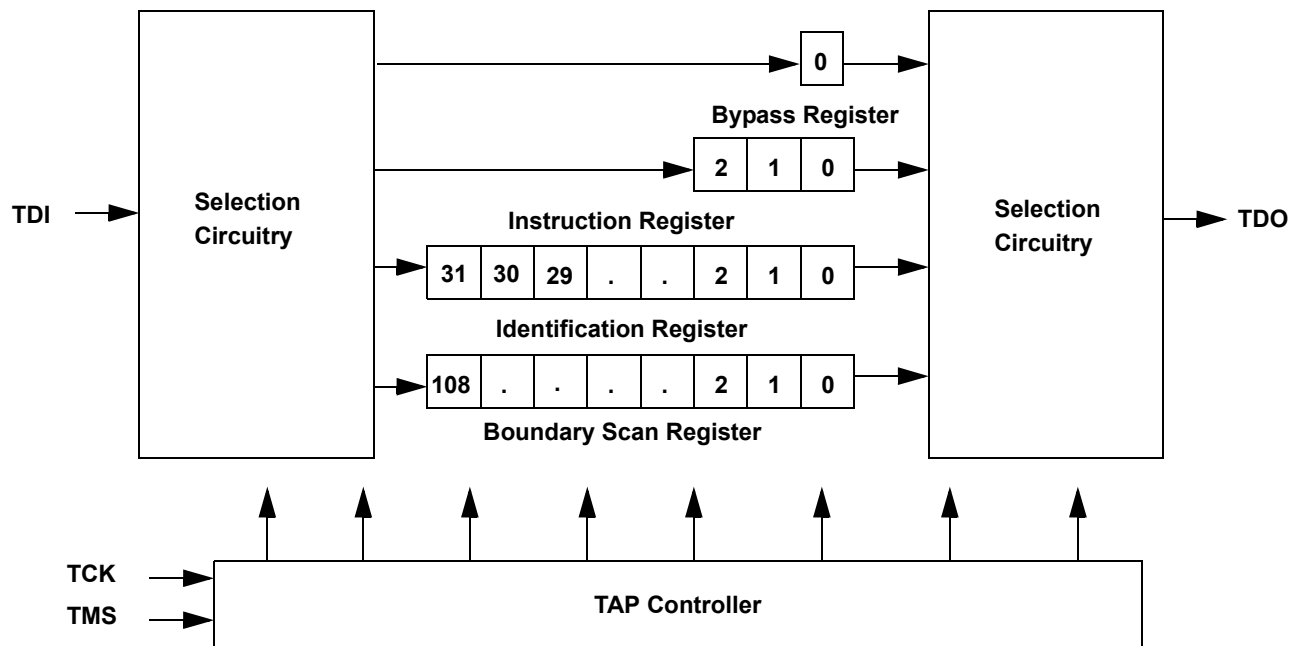 0
Bypass Register
2 1 0
TDI
Selection
Circuitry
Selection
Circuitry
TDO
Instruction Register
31 30 29 . . 2 1 0
Identification Register
108 . . . . 2 1 0
Boundary Scan Register
TCK
TMS
TAP Controller